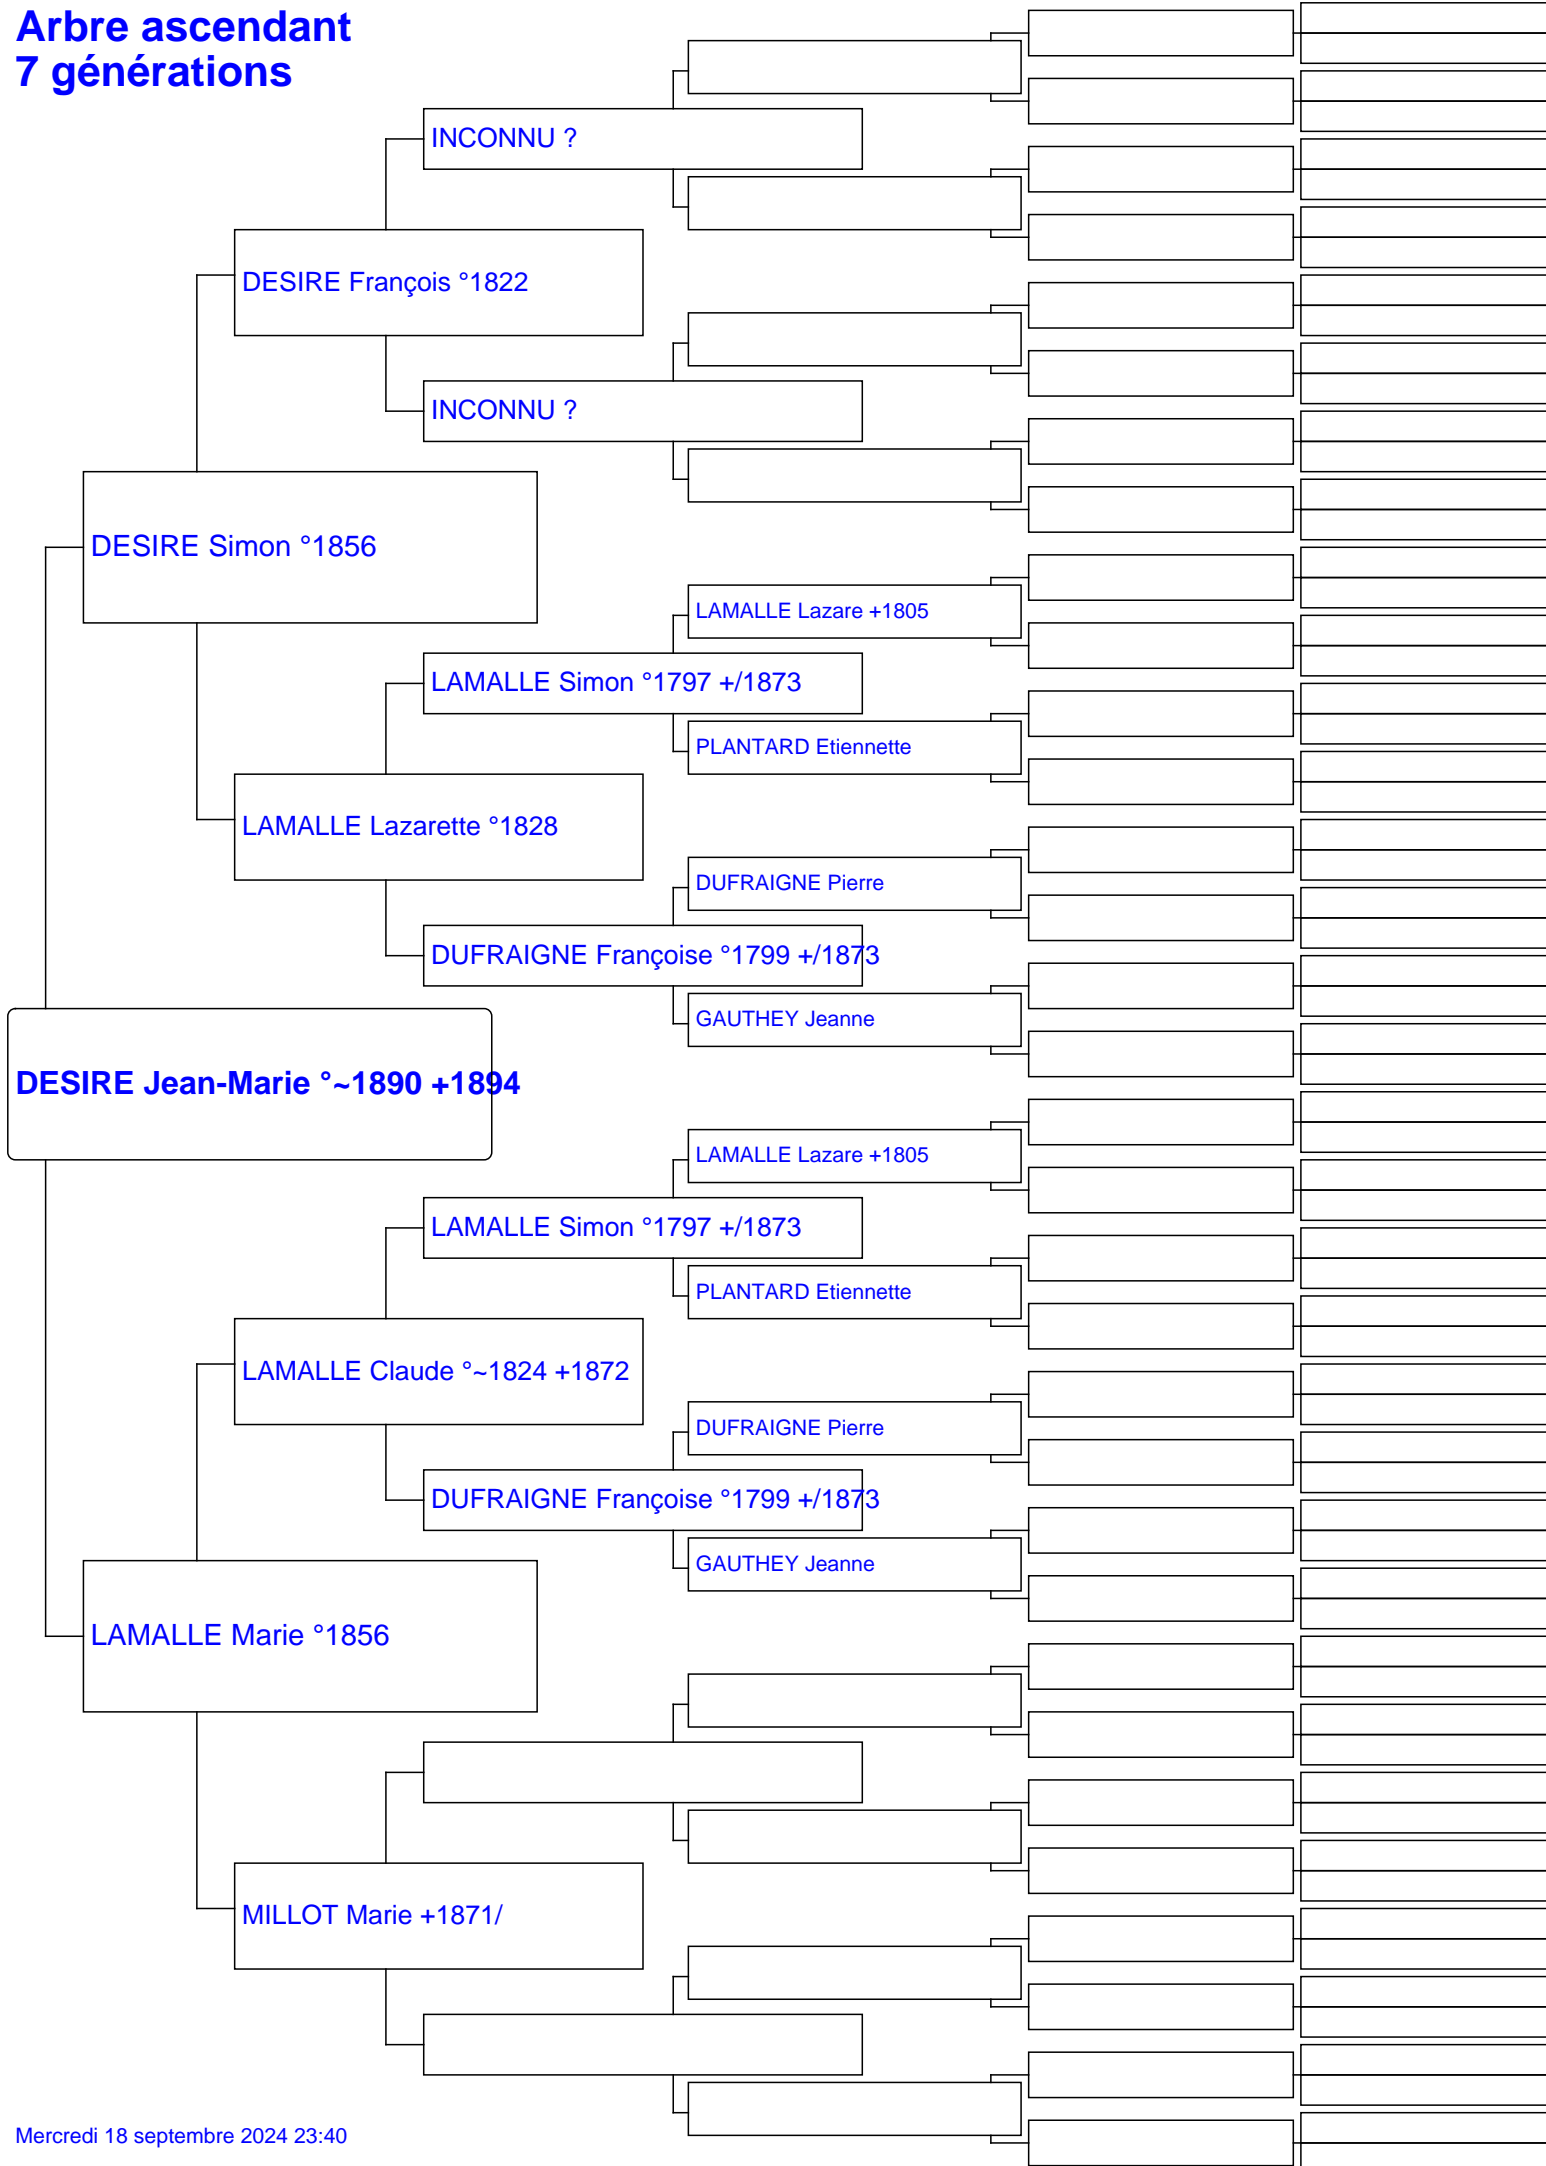 Arbre ascendant
7 générations
INCONNU ?
DESIRE François °1822
INCONNU ?
DESIRE Simon °1856
LAMALLE Lazare +1805
LAMALLE Simon °1797 +/1873
PLANTARD Etiennette
LAMALLE Lazarette °1828
DUFRAIGNE Pierre
DUFRAIGNE Françoise °1799 +/1873
GAUTHEY Jeanne
DESIRE Jean-Marie °~1890 +1894
LAMALLE Lazare +1805
LAMALLE Simon °1797 +/1873
PLANTARD Etiennette
LAMALLE Claude °~1824 +1872
DUFRAIGNE Pierre
DUFRAIGNE Françoise °1799 +/1873
GAUTHEY Jeanne
LAMALLE Marie °1856
MILLOT Marie +1871/
Mercredi 18 septembre 2024 23:40